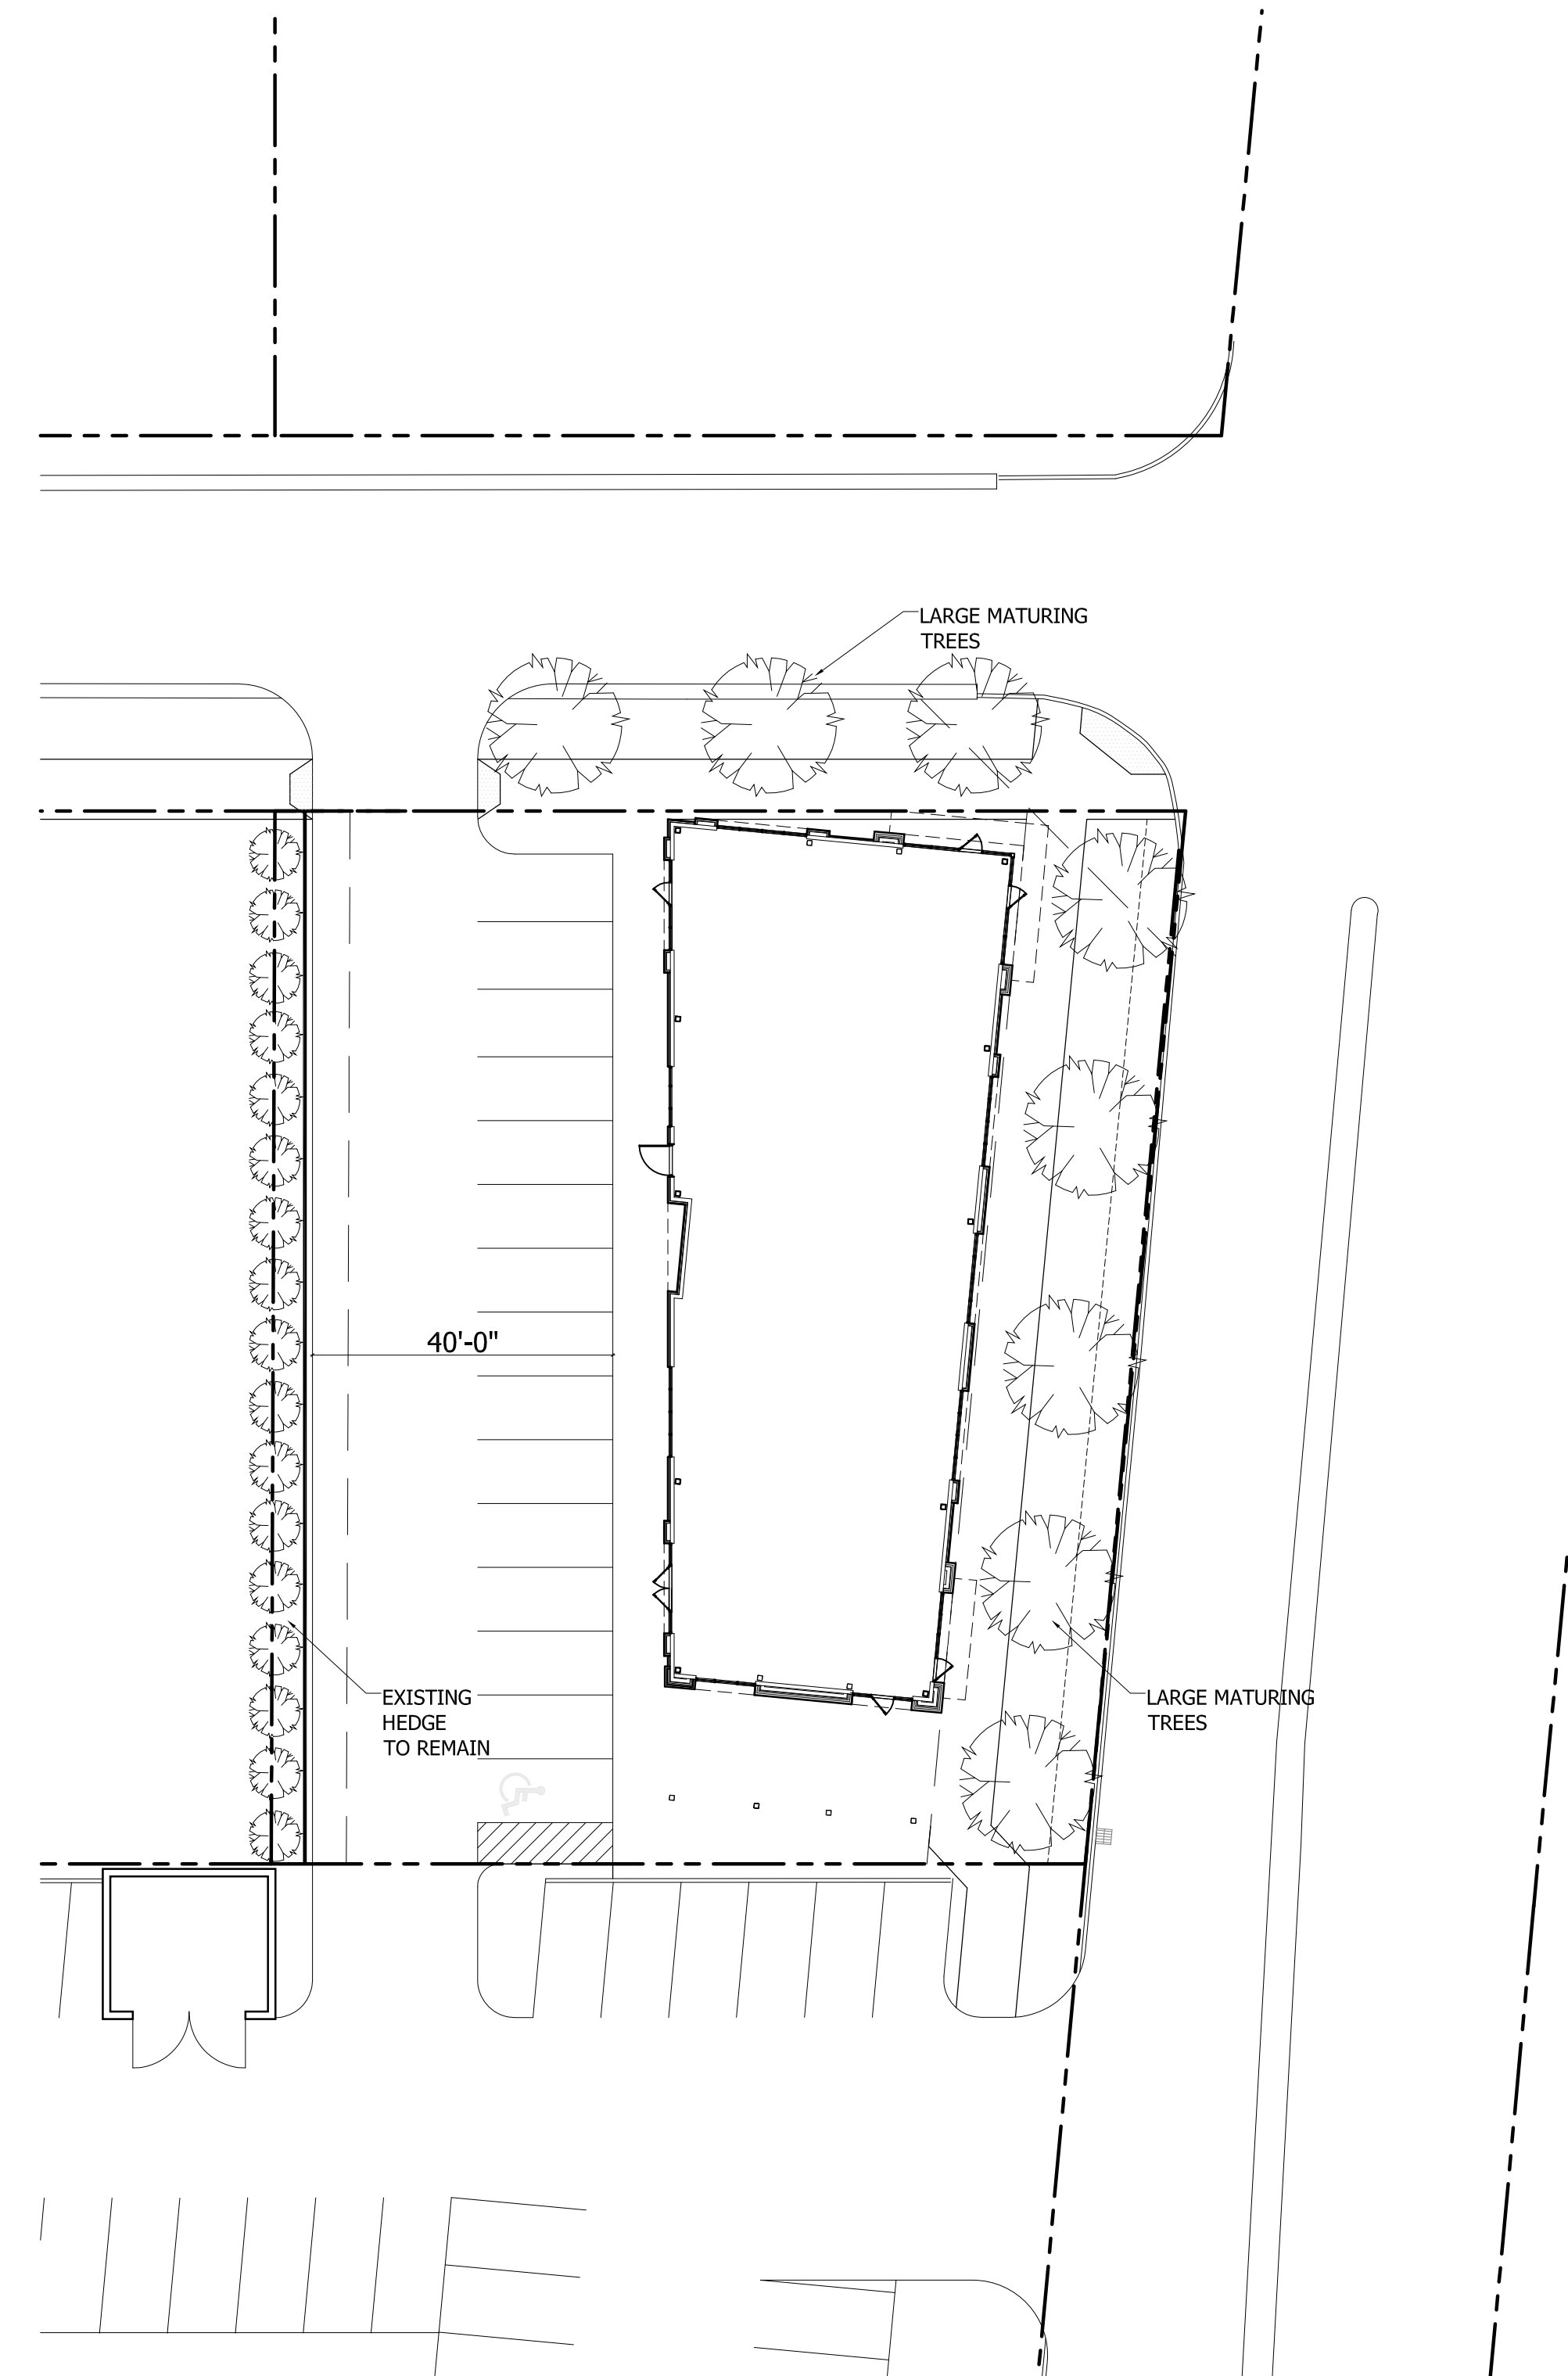 LARGE MATURING
TREES
40'-0"
EXISTING
HEDGE
TO REMAIN
LARGE MATURING
TREES